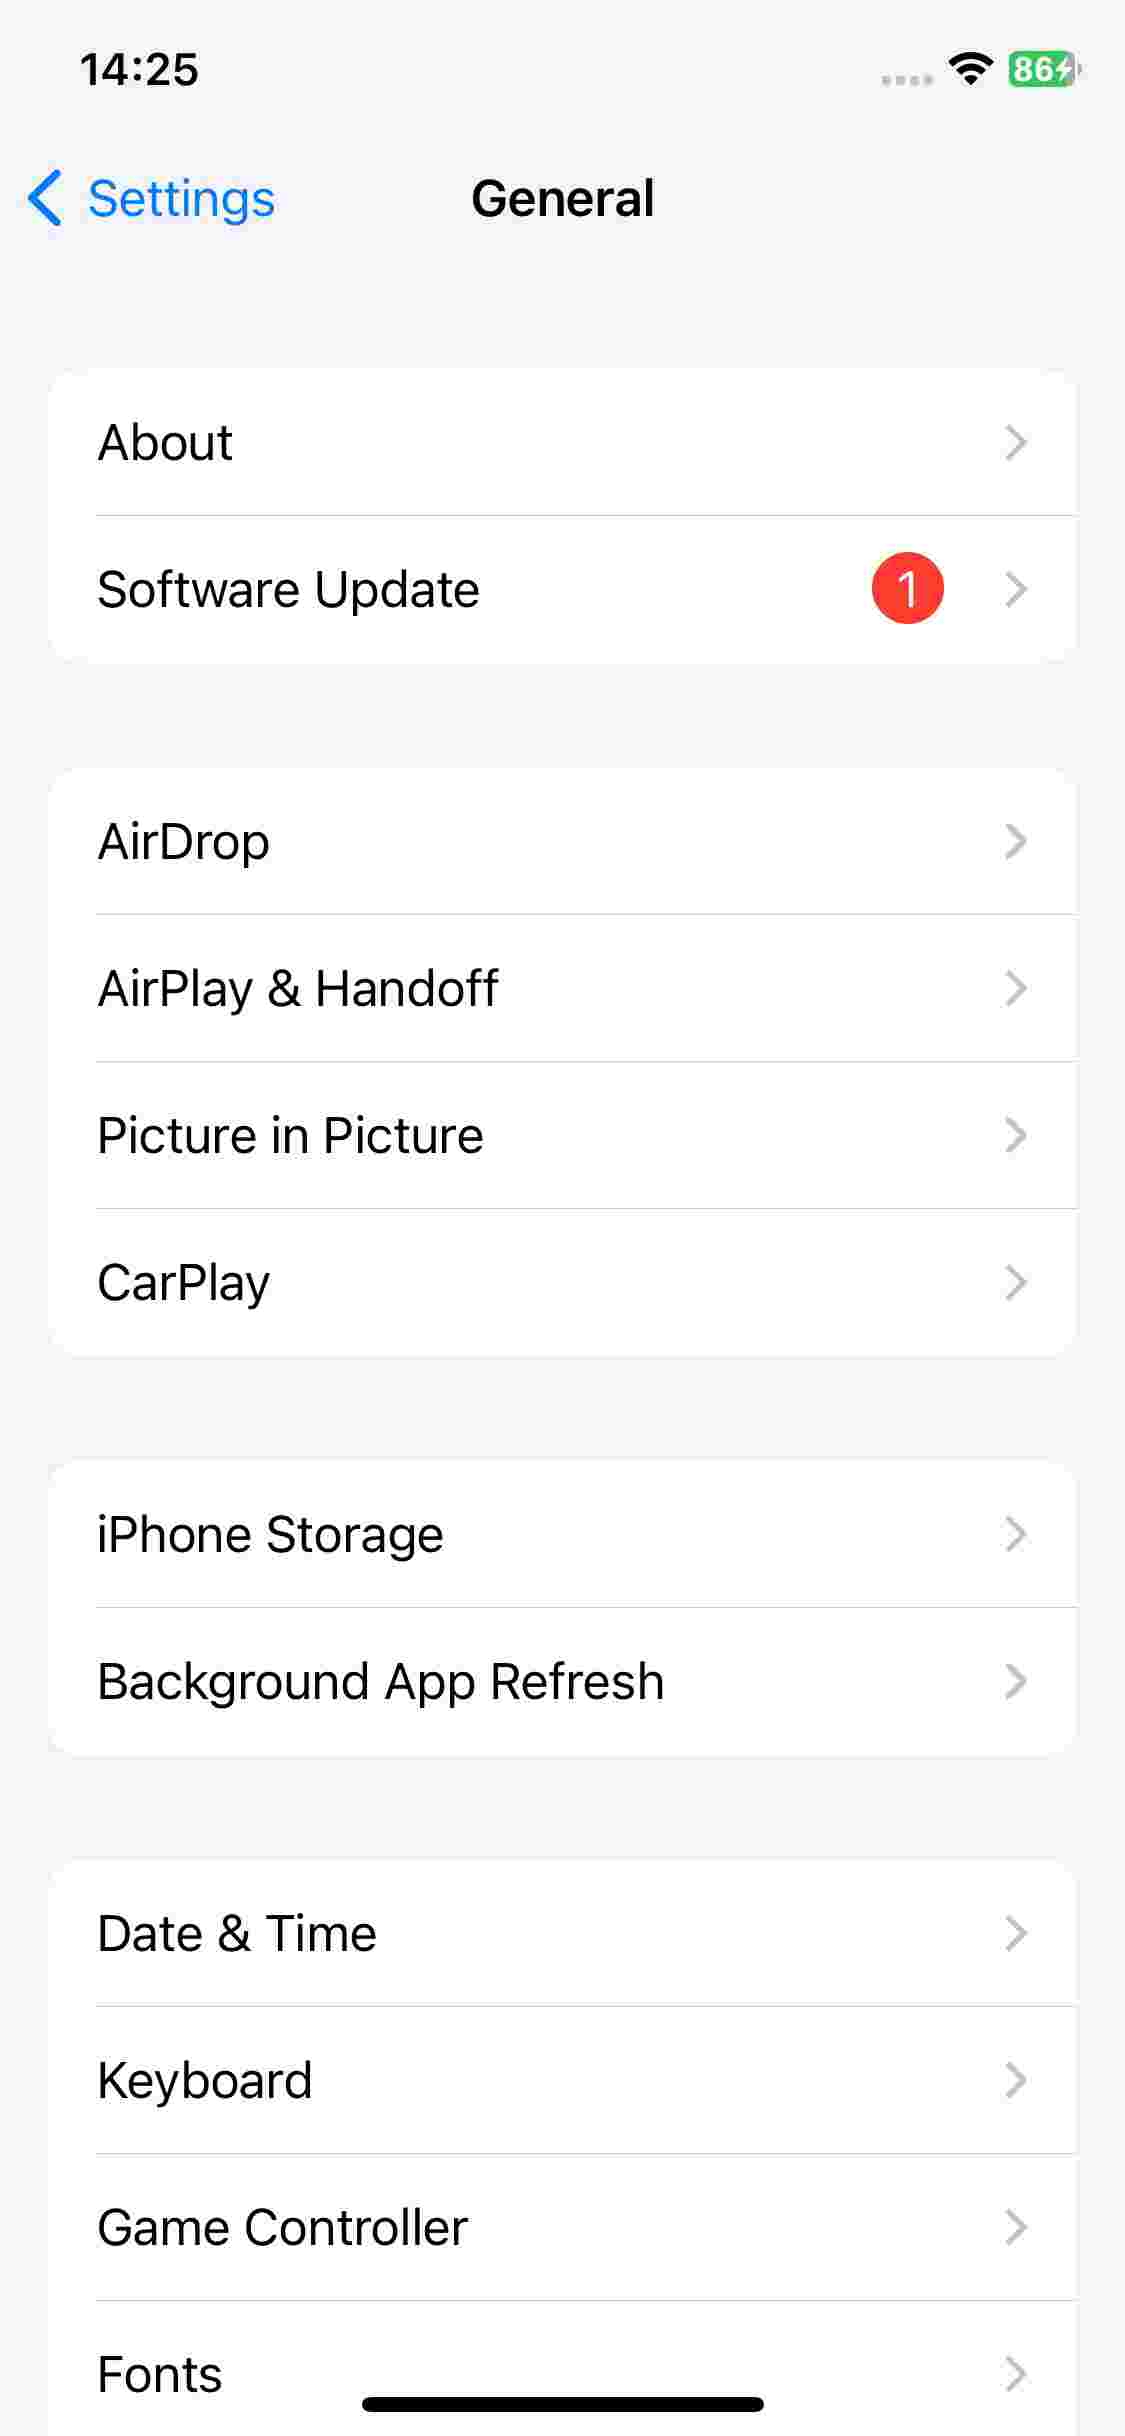 14:25
86
Settings
General
About
Software Update
1
AirDrop
AirPlay & Handoff
Picture in Picture
CarPlay
iPhone Storage
Background App Refresh
Date & Time
Keyboard
Game Controller
Fonts